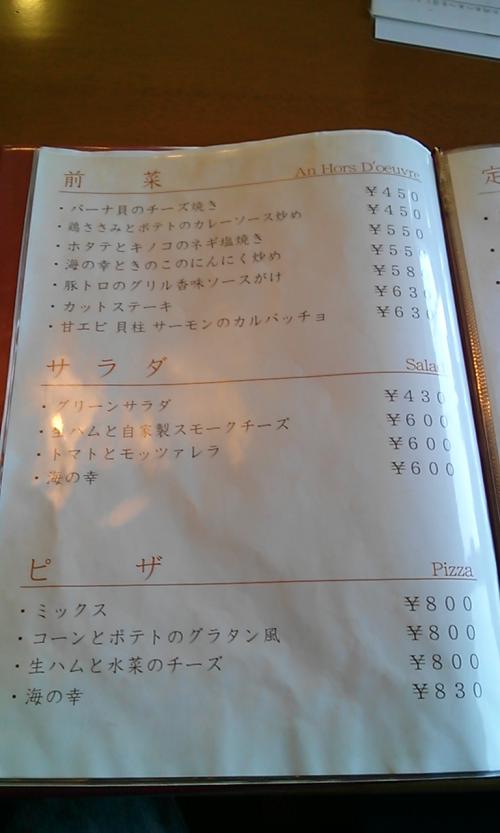 前菜 An Hors D'oeuvre
・パーナ貝のチーズ焼き ¥450
・鶏ささみとポテトのカレーソース炒め ¥450
・ホタテとキノコのネギ塩焼き ¥550
・海の幸ときのこのにんにく炒め ¥550
・豚トロのグリル香味ソースがけ ¥58
・カットステーキ ¥630
・甘エビ 貝柱 サーモンのカルパッチョ ¥630
サラダ Salad
・グリーンサラダ ¥430
・生ハムと自家製スモークチーズ ¥600
・トマトとモッツァレラ ¥600
・海の幸 ¥600
ピザ Pizza
・ミックス ¥800
・コーンとポテトのグラタン風 ¥800
・生ハムと水菜のチーズ ¥800
・海の幸 ¥830
定